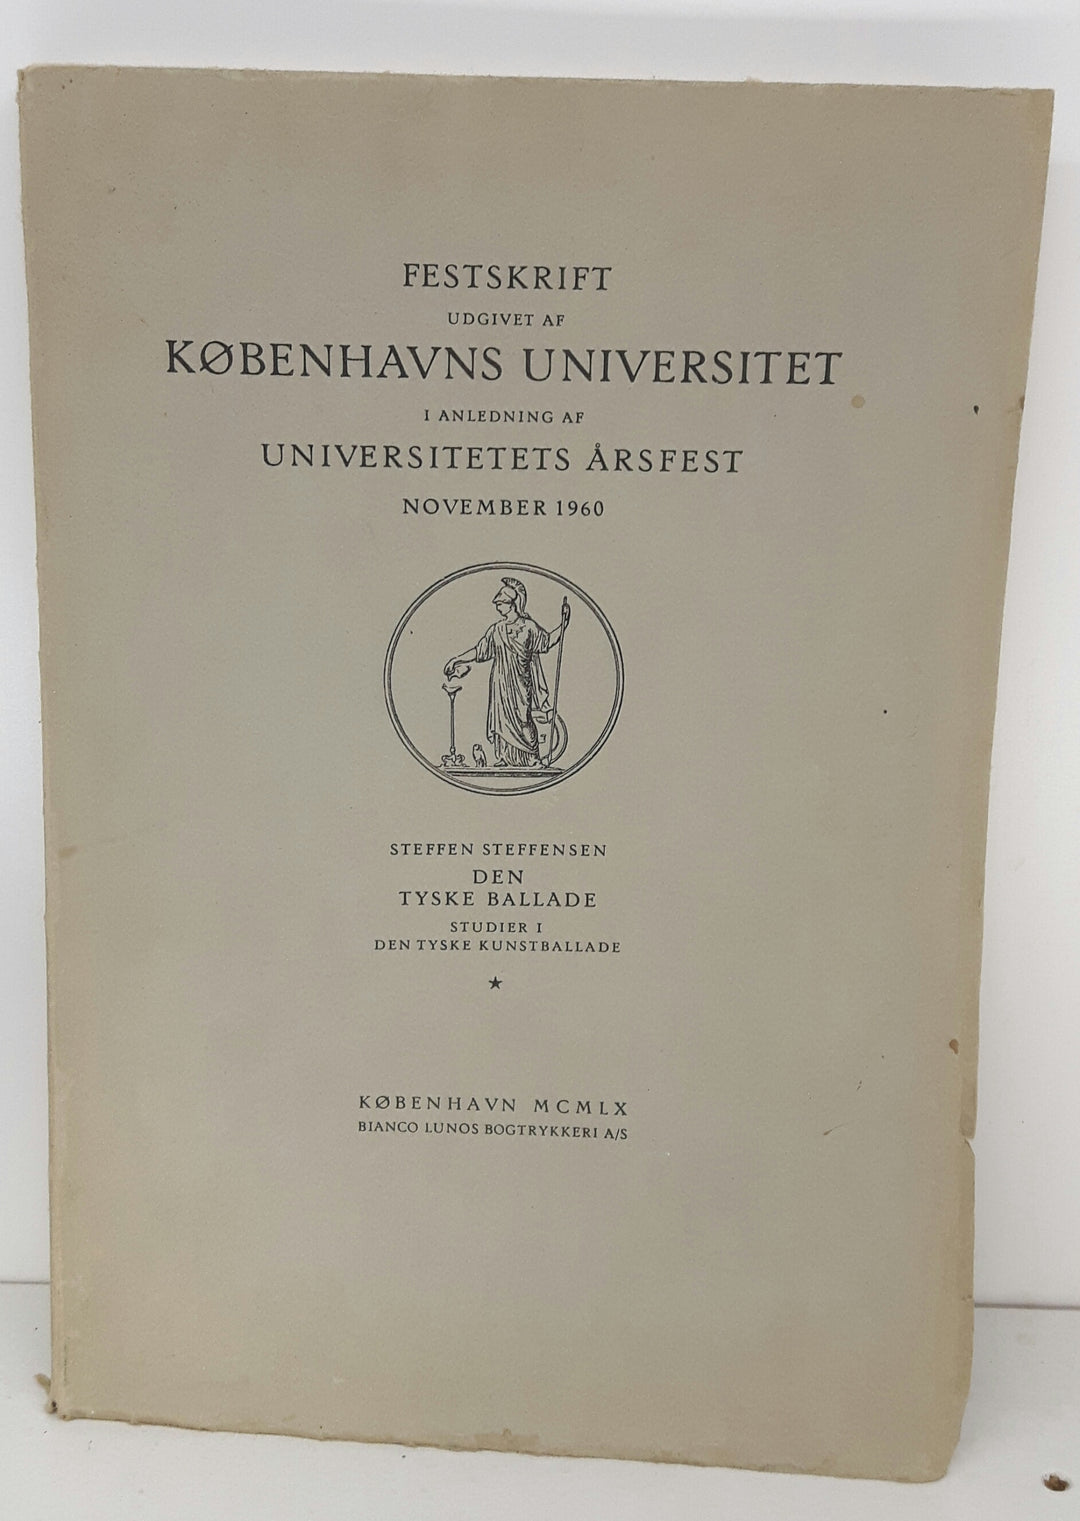 FESTSKRIFT
UDGIVET AF
KØBENHAVNS UNIVERSITET
I ANLEDNING AF
UNIVERSITETETS ÅRSFEST
NOVEMBER 1960
STEFFEN STEFFENSEN
DEN
TYSKE BALLADE
STUDIER I
DEN TYSKE KUNSTBALLADE
★
KØBENHAVN MCMLX
BIANCO LUNOS BOGTRYKKERI A/S